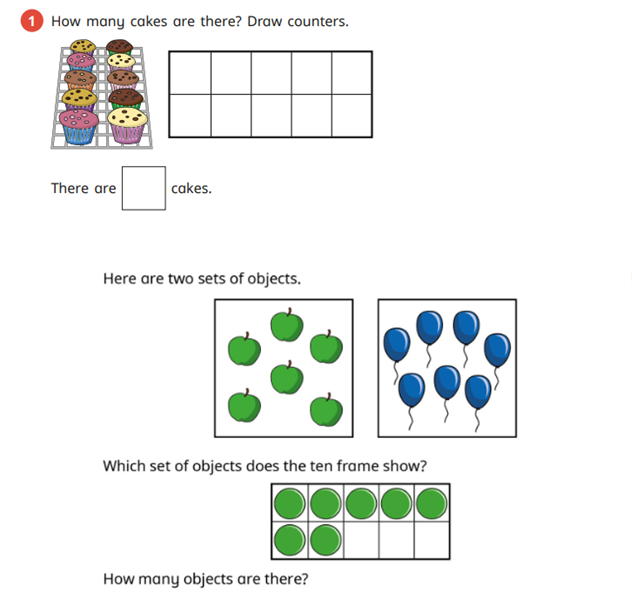 1 How many cakes are there? Draw counters.
There are
cakes.
Here are two sets of objects.
Which set of objects does the ten frame show?
How many objects are there?